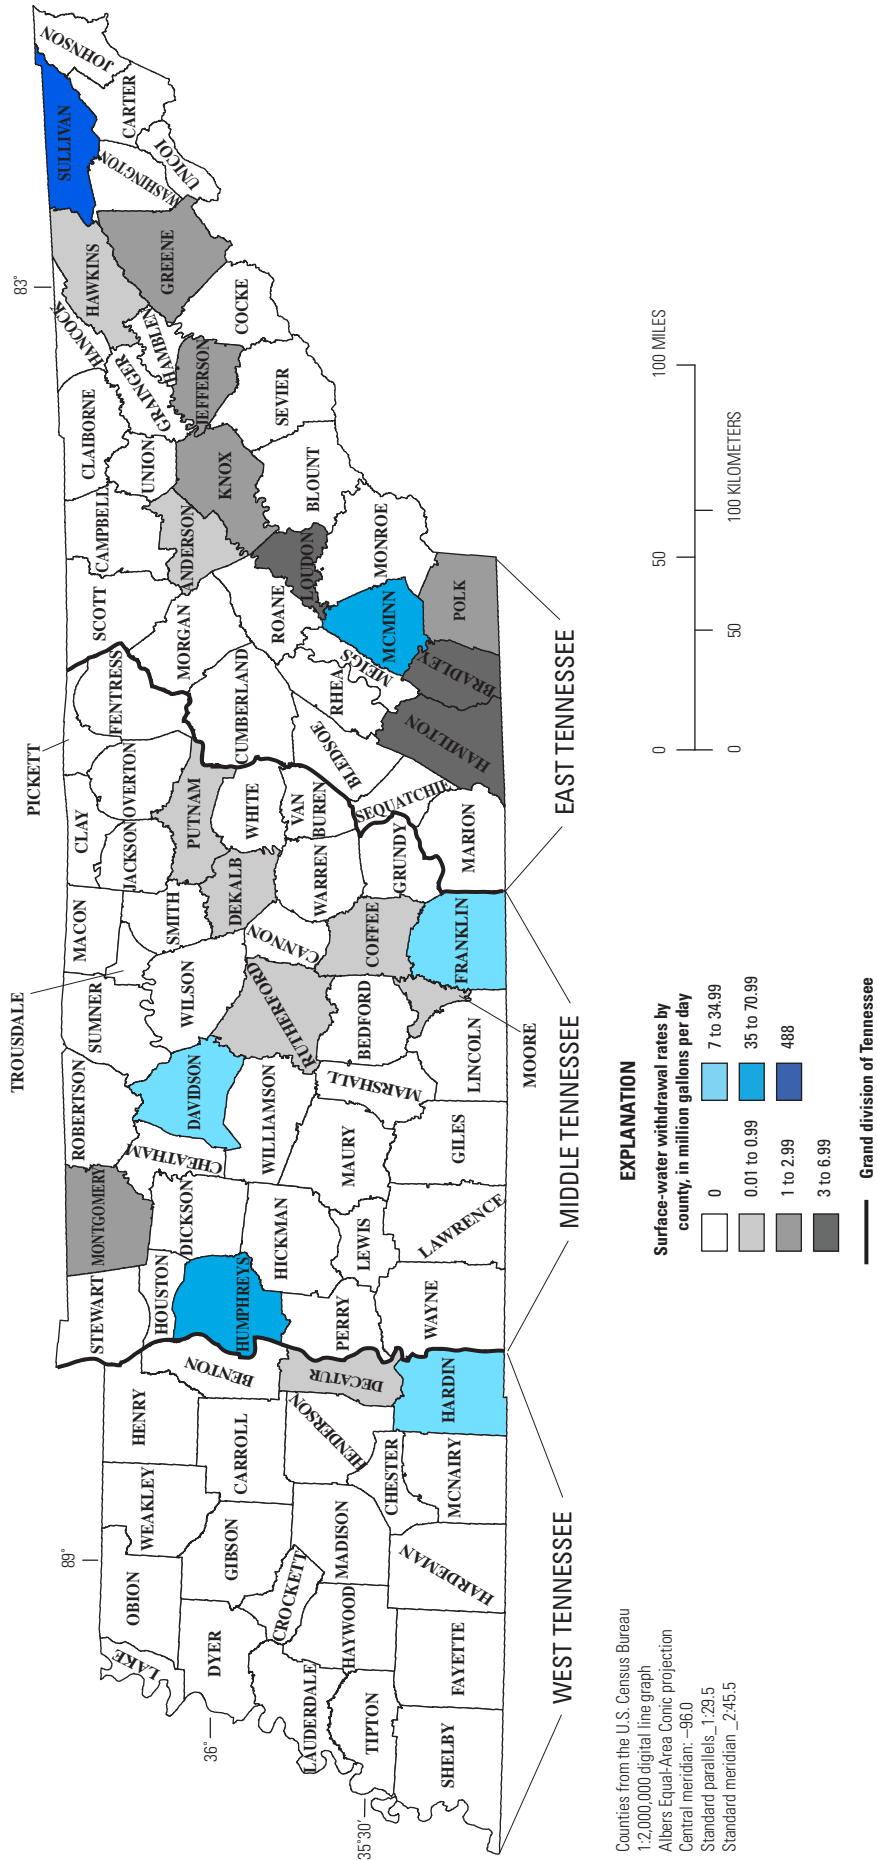 83°
89°
36°
35°30'
PICKETT
TROUSDALE
MOORE
LAKE
OBION
WEAKLEY
HENRY
STEWART
MONTGOMERY
ROBERTSON
SUMNER
MACON
CLAY
FENTRESS
SCOTT
CAMPBELL
CLAIBORNE
HANCOCK
HAWKINS
SULLIVAN
JOHNSON
CARTER
WASHINGTON
UNICOI
GREENE
HAMBLEN
GRAINGER
UNION
ANDERSON
MORGAN
OVERTON
JACKSON
SMITH
WILSON
DAVIDSON
CHEATHAM
DICKSON
HOUSTON
HUMPHREYS
BENTON
CARROLL
GIBSON
DYER
CROCKETT
LAUDERDALE
HAYWOOD
MADISON
HENDERSON
DECATUR
PERRY
HICKMAN
WILLIAMSON
RUTHERFORD
CANNON
DEKALB
PUTNAM
WHITE
VAN
BUREN
CUMBERLAND
ROANE
LOUDON
KNOX
JEFFERSON
COCKE
SEVIER
BLOUNT
MONROE
MCMINN
MEIGS
RHEA
BLEDSOE
SEQUATCHIE
WARREN
GRUNDY
COFFEE
BEDFORD
MARSHALL
MAURY
LEWIS
CHESTER
TIPTON
SHELBY
FAYETTE
HARDEMAN
MCNAIRY
HARDIN
WAYNE
LAWRENCE
GILES
LINCOLN
FRANKLIN
MARION
HAMILTON
BRADLEY
POLK
WEST TENNESSEE
MIDDLE TENNESSEE
EAST TENNESSEE
0 50 100 MILES
0 50 100 KILOMETERS
EXPLANATION
Surface-water withdrawal rates by
county, in million gallons per day
0
0.01 to 0.99
1 to 2.99
3 to 6.99
7 to 34.99
35 to 70.99
488
Grand division of Tennessee
Counties from the U.S. Census Bureau
1:2,000,000 digital line graph
Albers Equal-Area Conic projection
Central meridian: –96.0
Standard parallels_1:29.5
Standard meridian _2:45.5